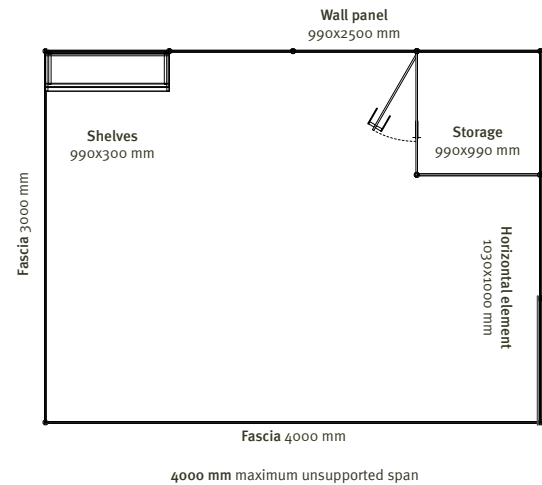 Wall panel
990x2500 mm
Shelves
990x300 mm
Storage
990x990 mm
Fascia 3000 mm
Horizontal element
1030x1000 mm
Fascia 4000 mm
4000 mm maximum unsupported span